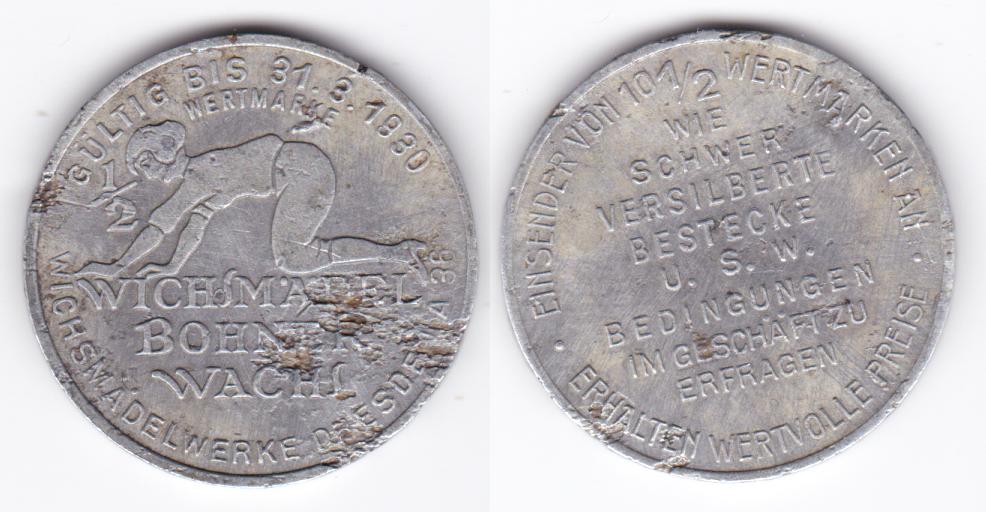 GÜLTIG BIS 31. 3. 1930
WERTMARKE
1/2
WICHSMÄDEL
BOHNER
WACHS
WICHSMÄDELWERKE DRESDEN A 36
EINSENDER VON 10 1/2 WERTMARKEN AN
WIE
SCHWER
VERSILBERTE
BESTECKE
U. S. W.
BEDINGUNGEN
IM GESCHÄFT ZU
ERFRAGEN
ERHALTEN WERTVOLLE PREISE